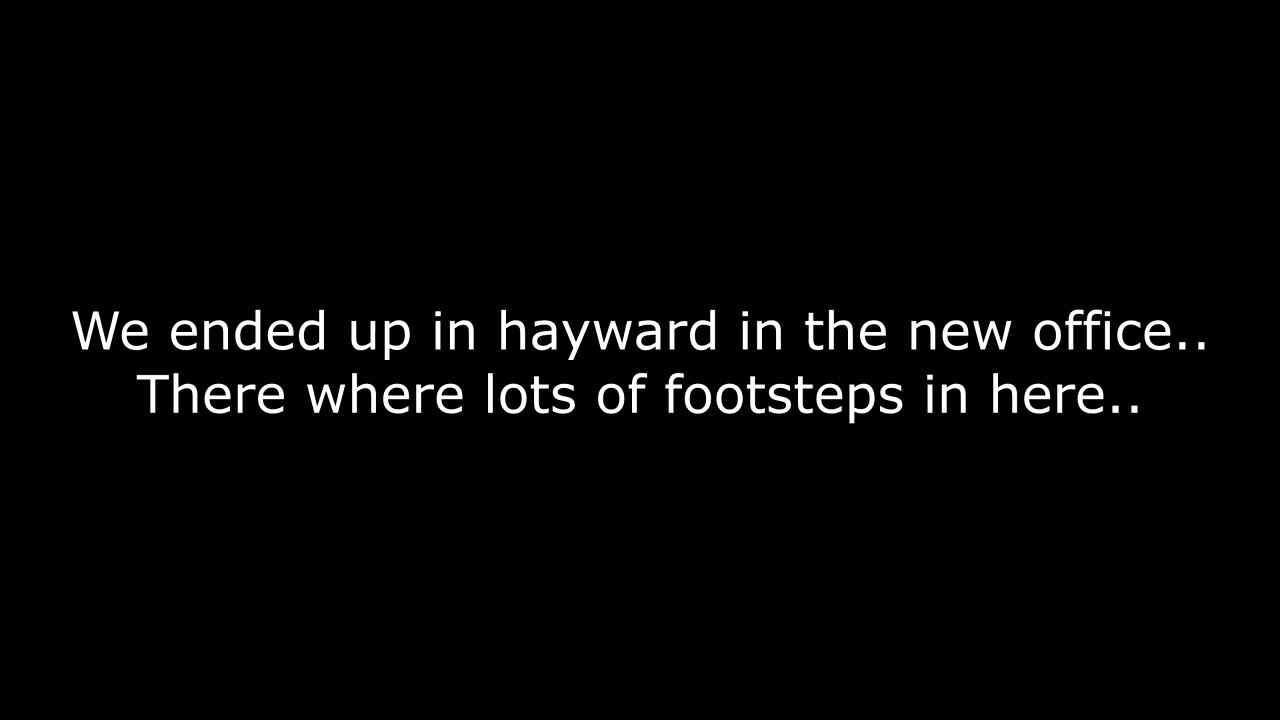 We ended up in hayward in the new office..
There where lots of footsteps in here..